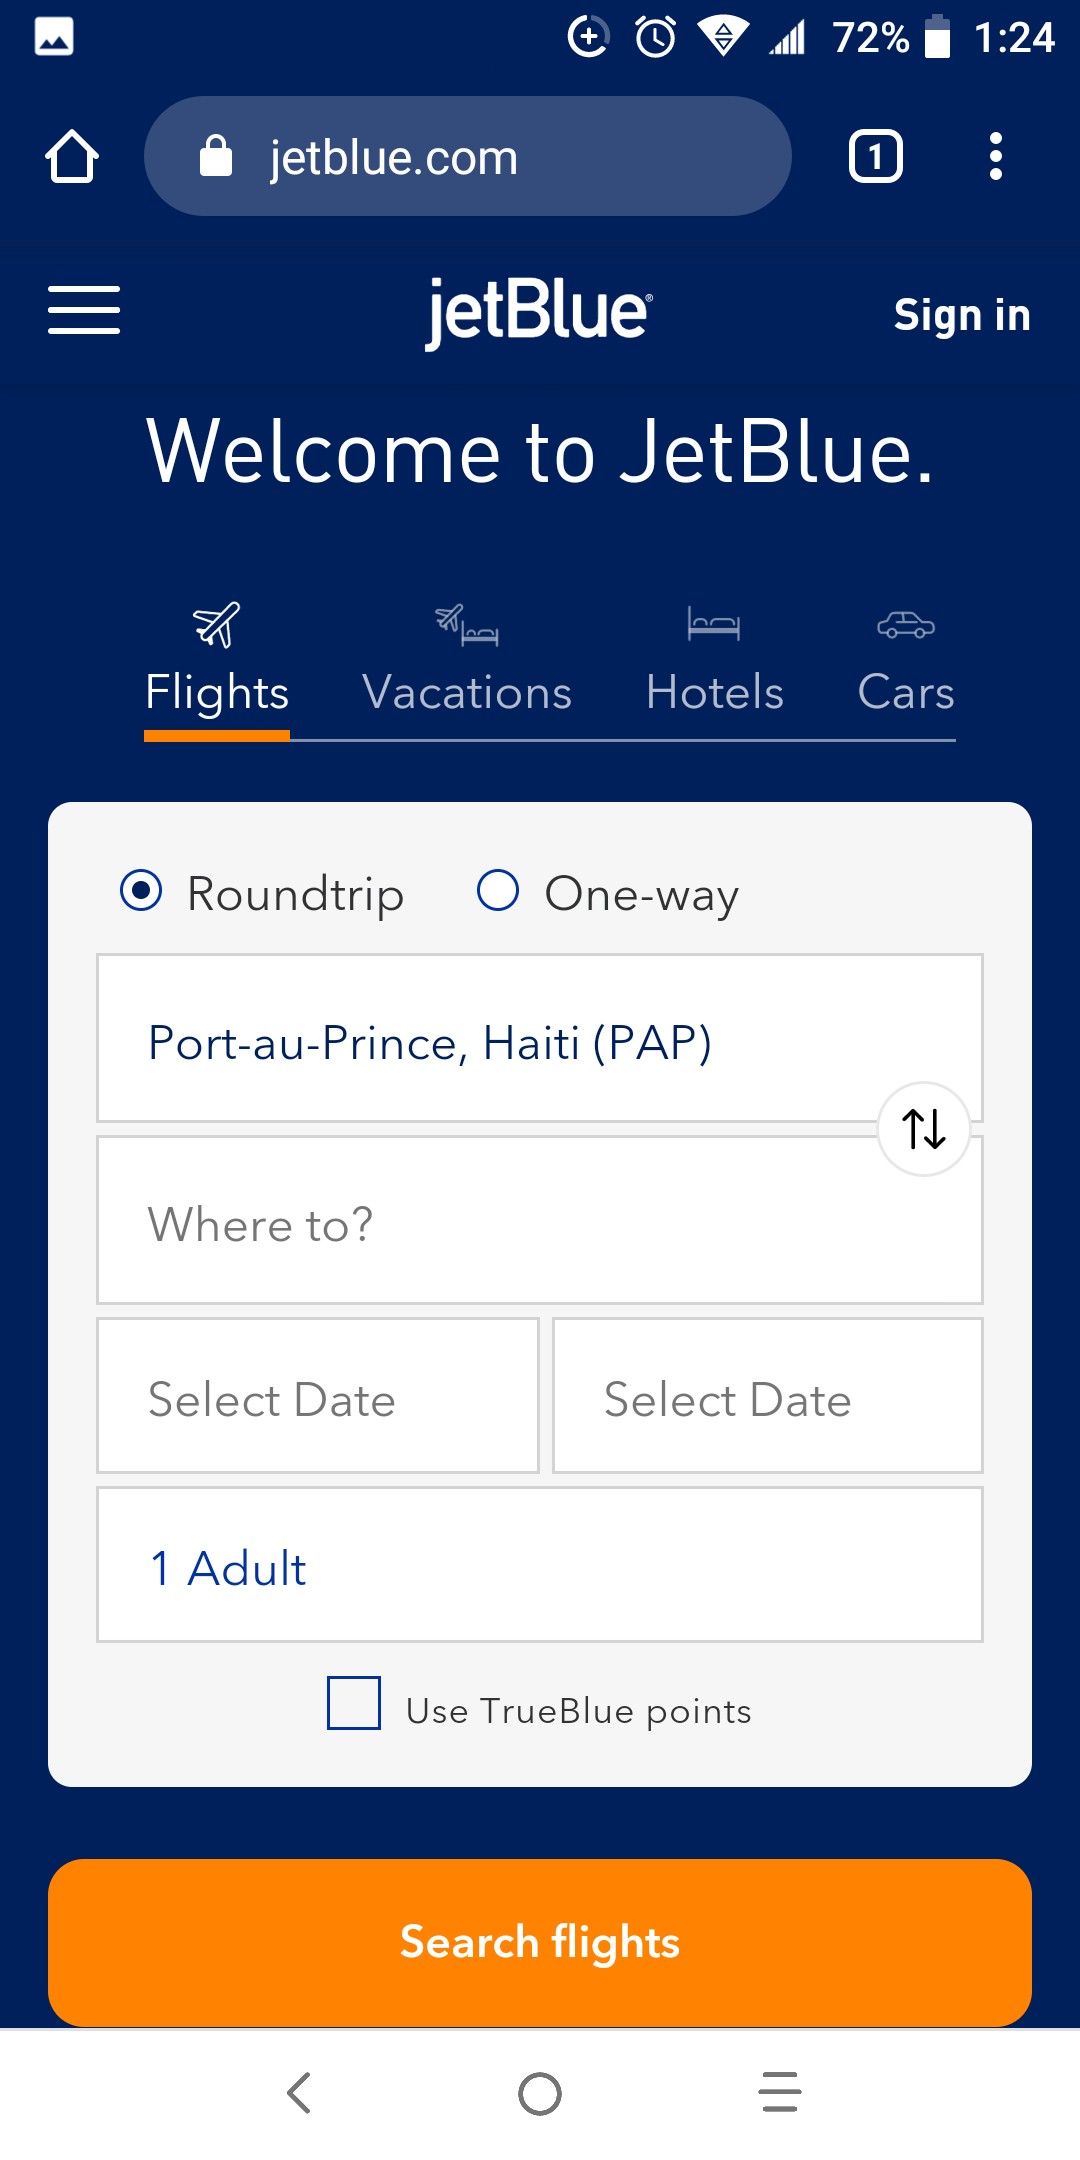 72% 1:24
jetblue.com
1
jetBlue®
Sign in
Welcome to JetBlue.
Flights Vacations Hotels Cars
Roundtrip One-way
Port-au-Prince, Haiti (PAP)
Where to?
Select Date Select Date
1 Adult
Use TrueBlue points
Search flights